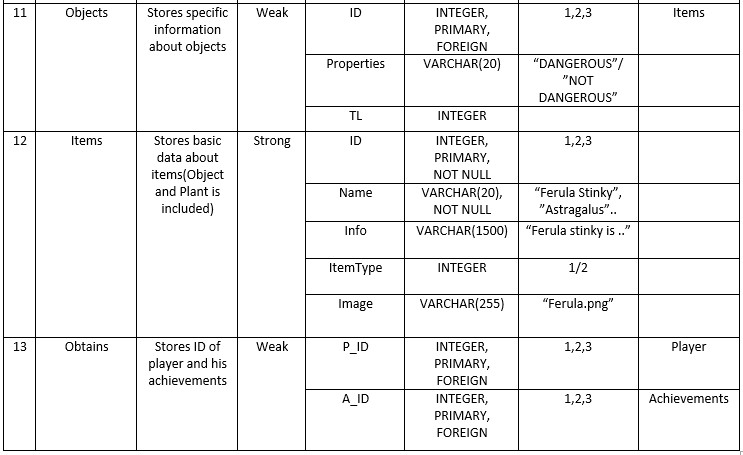 11 Objects Stores specific Weak ID INTEGER, 1,2,3 Items
information PRIMARY,
about objects FOREIGN
Properties VARCHAR(20) “DANGEROUS”/
”NOT
DANGEROUS”
TL INTEGER
12 Items Stores basic Strong ID INTEGER, 1,2,3
data about PRIMARY,
items(Object NOT NULL
and Plant is Name VARCHAR(20), “Ferula Stinky”,
included) NOT NULL ”Astragalus”..
Info VARCHAR(1500) “Ferula stinky is ..”
ItemType INTEGER 1/2
Image VARCHAR(255) “Ferula.png”
13 Obtains Stores ID of Weak P_ID INTEGER, 1,2,3 Player
player and his PRIMARY,
achievements FOREIGN
A_ID INTEGER, 1,2,3 Achievements
PRIMARY,
FOREIGN